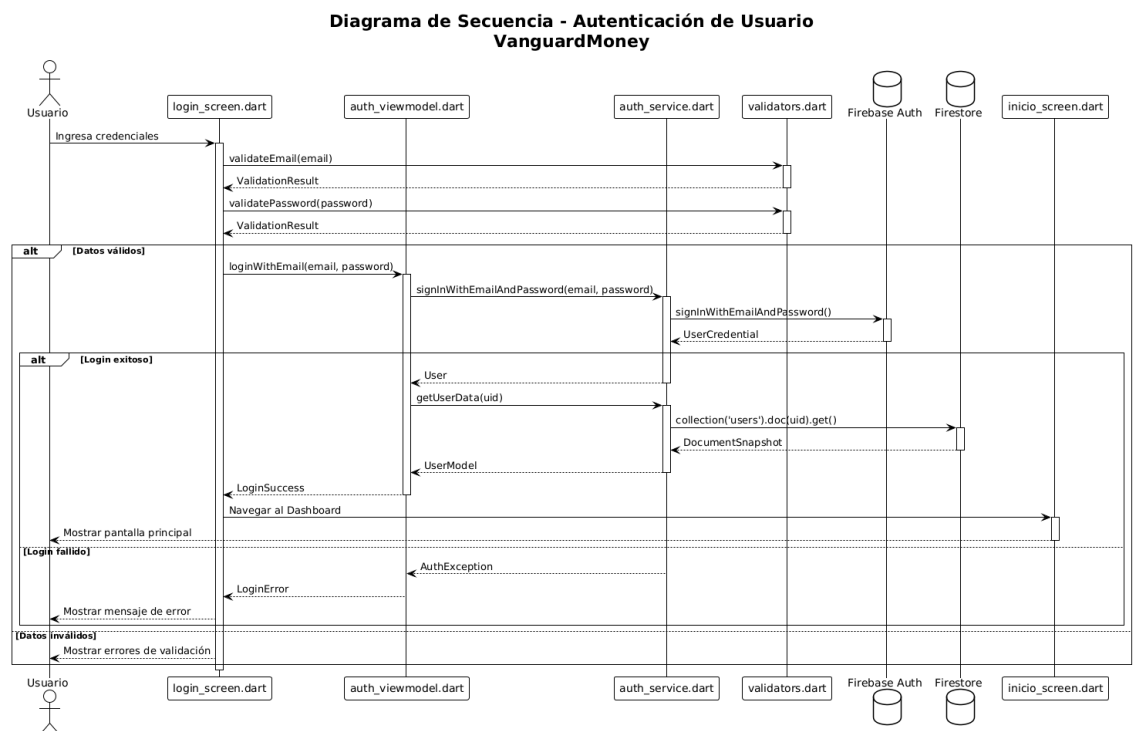 Diagrama de Secuencia - Autenticación de Usuario
VanguardMoney
Usuario
login_screen.dart
auth_viewmodel.dart
auth_service.dart
validators.dart
Firebase Auth
Firestore
inicio_screen.dart
Ingresa credenciales
validateEmail(email)
ValidationResult
validatePassword(password)
ValidationResult
alt
[Datos válidos]
loginWithEmail(email, password)
signInWithEmailAndPassword(email, password)
signInWithEmailAndPassword()
UserCredential
alt
[Login exitoso]
User
getUserData(uid)
collection('users').doc(uid).get()
DocumentSnapshot
UserModel
LoginSuccess
Navegar al Dashboard
Mostrar pantalla principal
[Login fallido]
AuthException
LoginError
Mostrar mensaje de error
[Datos inválidos]
Mostrar errores de validación
Usuario
login_screen.dart
auth_viewmodel.dart
auth_service.dart
validators.dart
Firebase Auth
Firestore
inicio_screen.dart